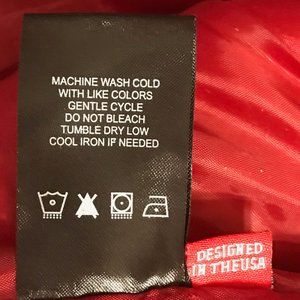 MACHINE WASH COLD
WITH LIKE COLORS
GENTLE CYCLE
DO NOT BLEACH
TUMBLE DRY LOW
COOL IRON IF NEEDED
DESIGNED
IN THE USA